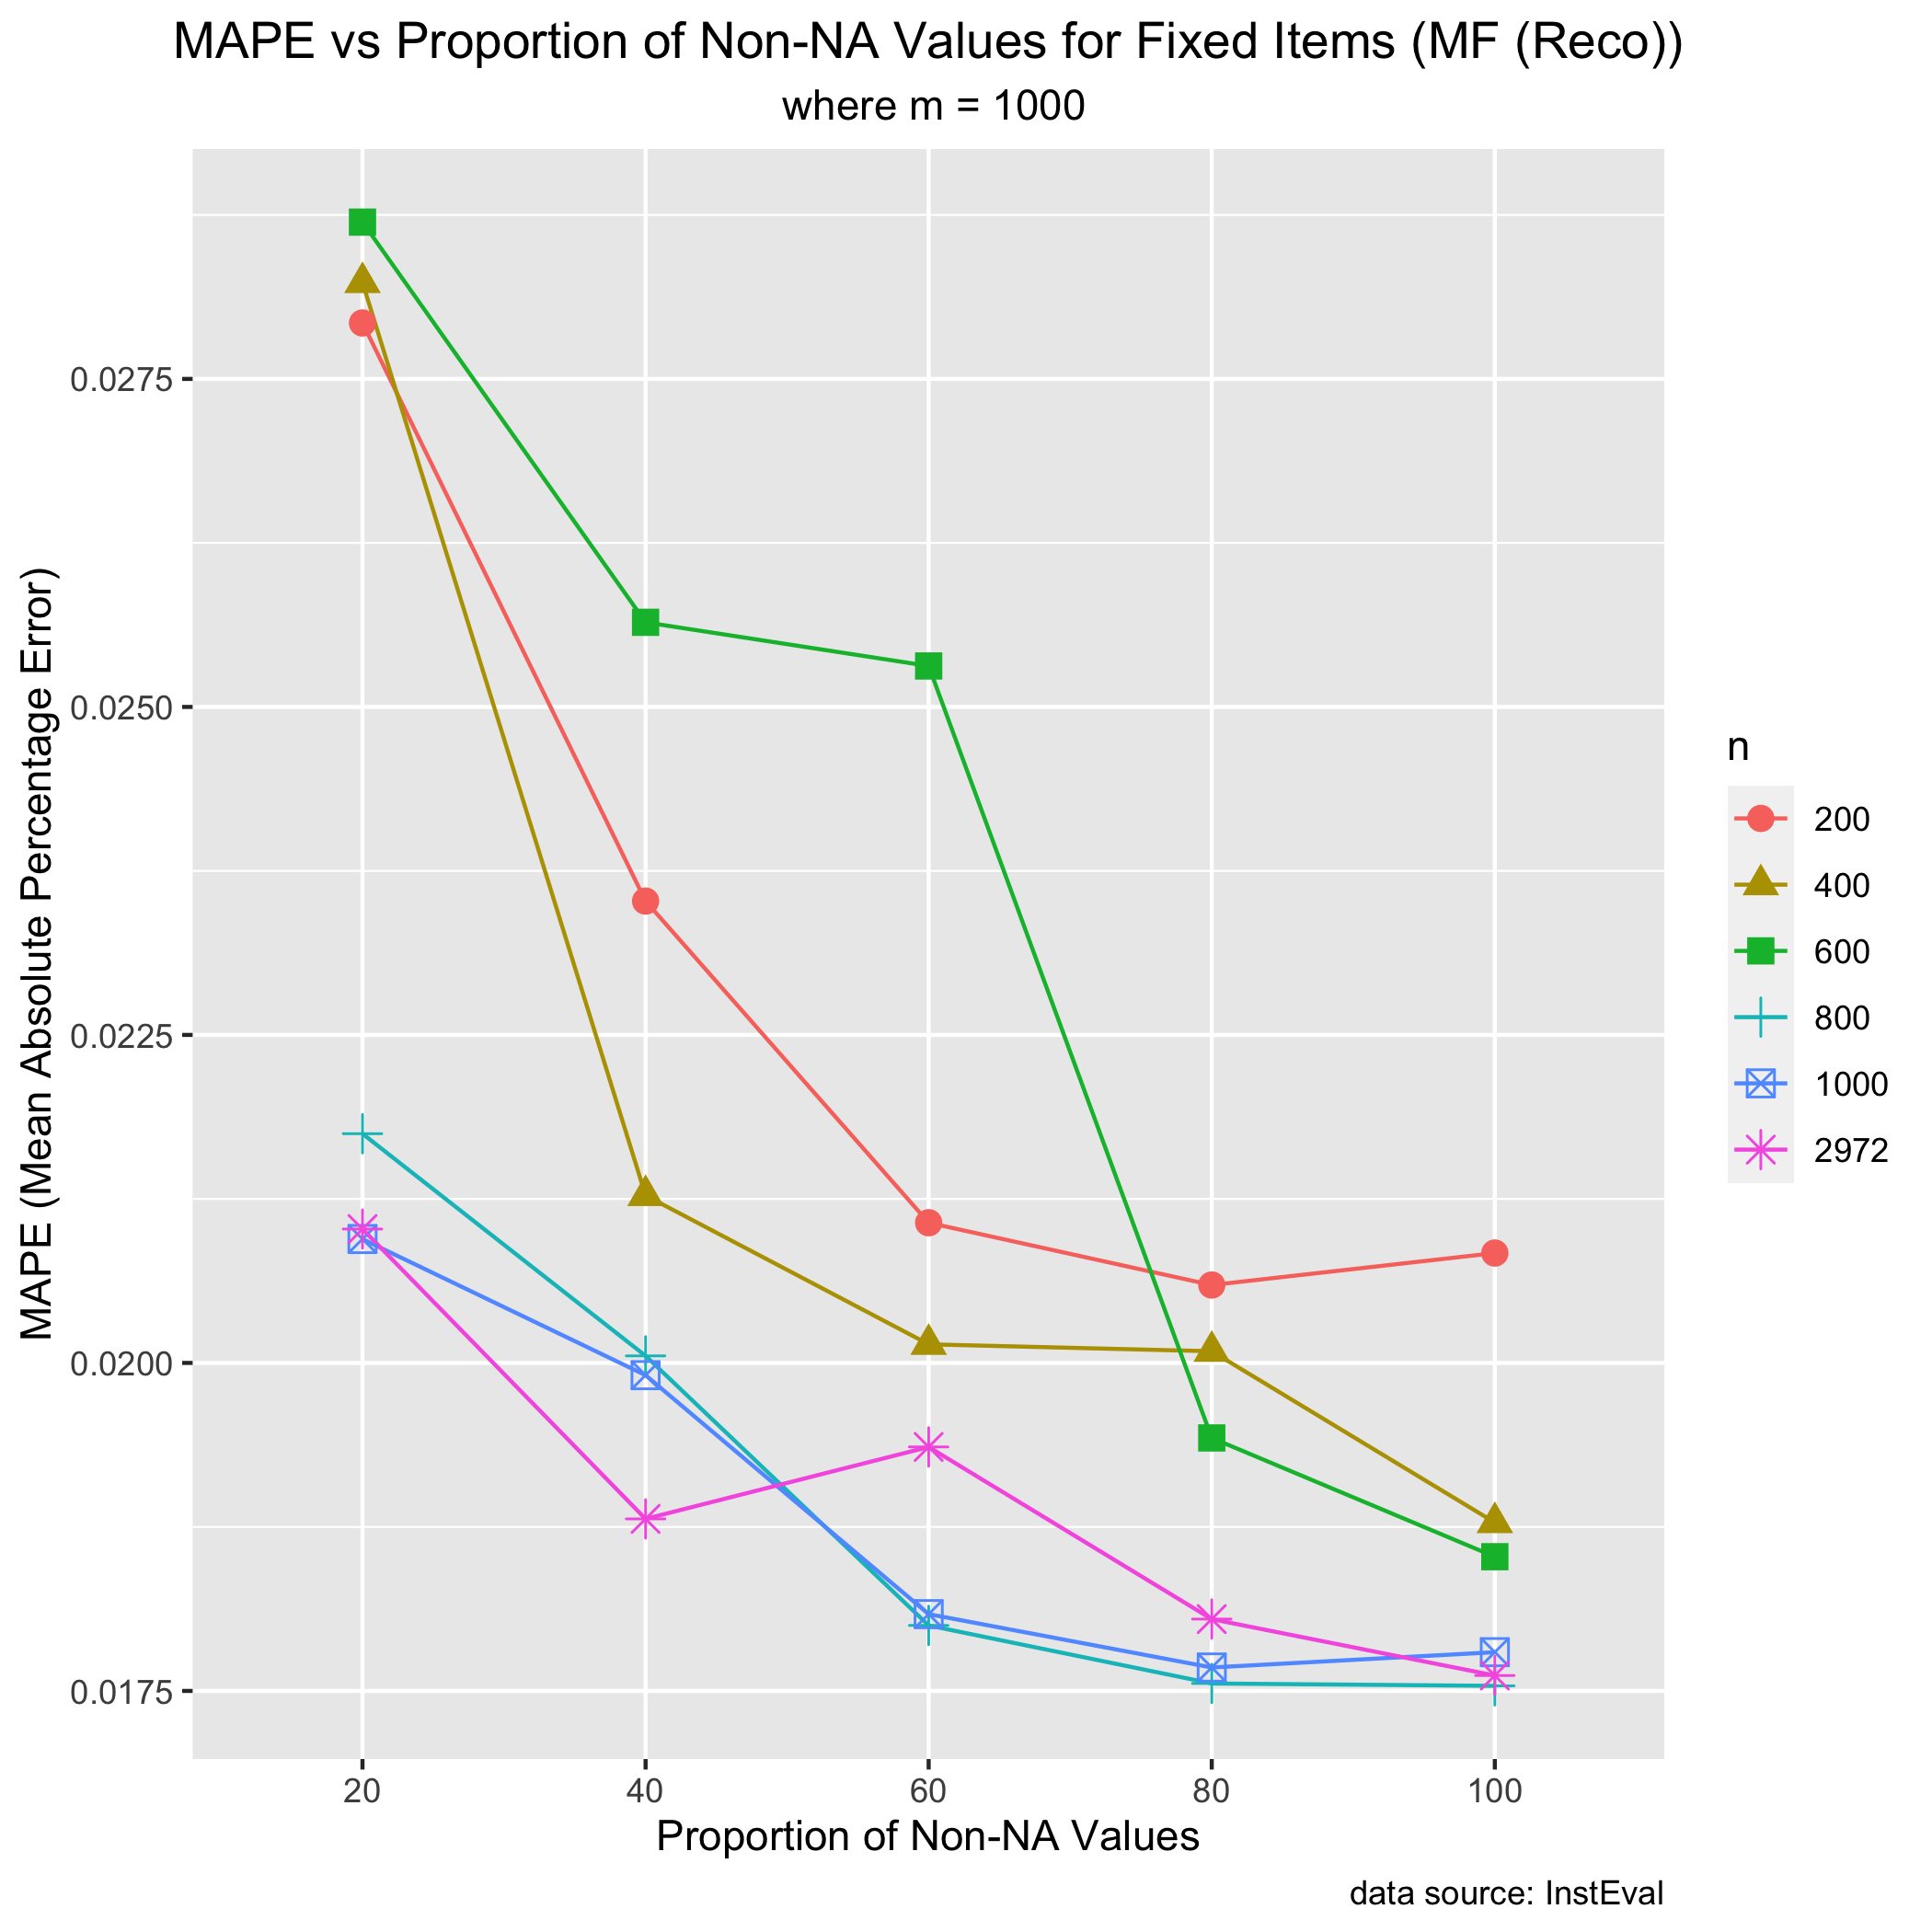 MAPE vs Proportion of Non-NA Values for Fixed Items (MF (Reco))
where m = 1000
MAPE (Mean Absolute Percentage Error)
0.0275
0.0250
0.0225
0.0200
0.0175
20 40 60 80 100
Proportion of Non-NA Values
n
200
400
600
800
1000
2972
data source: InstEval